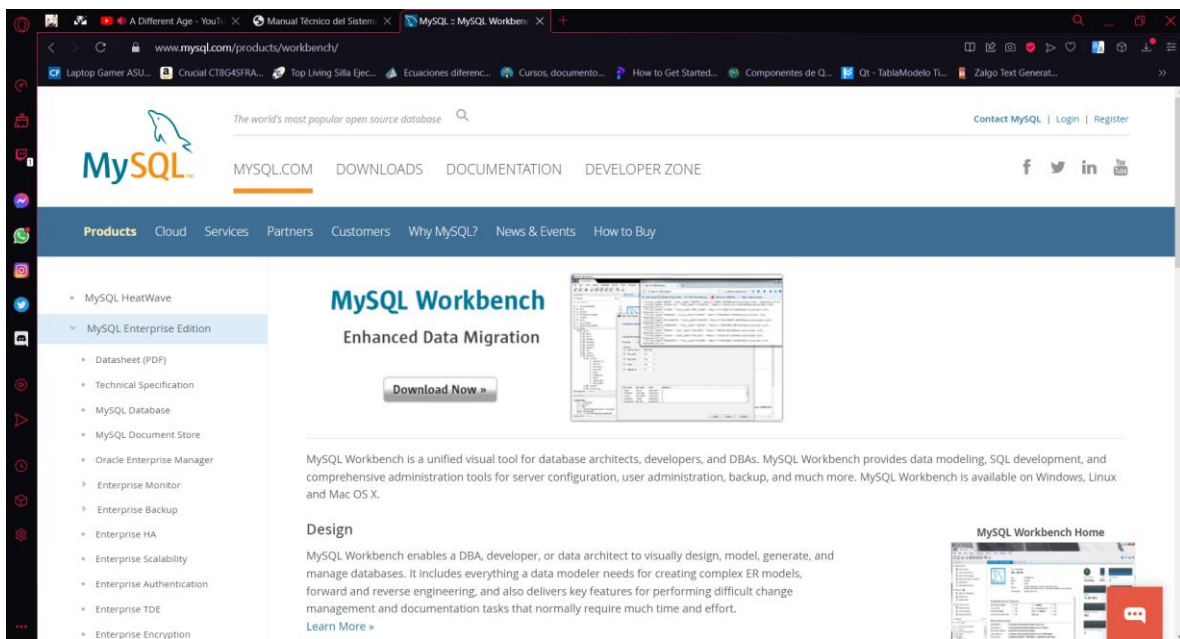 A Different Age - YouTu
Manual Técnico del Sistem
MySQL :: MySQL Workbenc
www.mysql.com/products/workbench/
Laptop Gamer ASU...
Crucial CT8G4SFRA...
Top Living Silla Ejec...
Ecuaciones diferenc...
Cursos, documento...
How to Get Started...
Componentes de Q...
Qt - TablaModelo Ti...
Zalgo Text Generat...
MySQL
The world's most popular open source database
Contact MySQL | Login | Register
MYSQL.COM DOWNLOADS DOCUMENTATION DEVELOPER ZONE
Products Cloud Services Partners Customers Why MySQL? News & Events How to Buy
MySQL HeatWave
MySQL Enterprise Edition
Datasheet (PDF)
Technical Specification
MySQL Database
MySQL Document Store
Oracle Enterprise Manager
Enterprise Monitor
Enterprise Backup
Enterprise HA
Enterprise Scalability
Enterprise Authentication
Enterprise TDE
Enterprise Encryption
MySQL Workbench
Enhanced Data Migration
Download Now »
MySQL Workbench is a unified visual tool for database architects, developers, and DBAs. MySQL Workbench provides data modeling, SQL development, and
comprehensive administration tools for server configuration, user administration, backup, and much more. MySQL Workbench is available on Windows, Linux
and Mac OS X.
Design
MySQL Workbench enables a DBA, developer, or data architect to visually design, model, generate, and
manage databases. It includes everything a data modeler needs for creating complex ER models,
forward and reverse engineering, and also delivers key features for performing difficult change
management and documentation tasks that normally require much time and effort.
Learn More »
MySQL Workbench Home